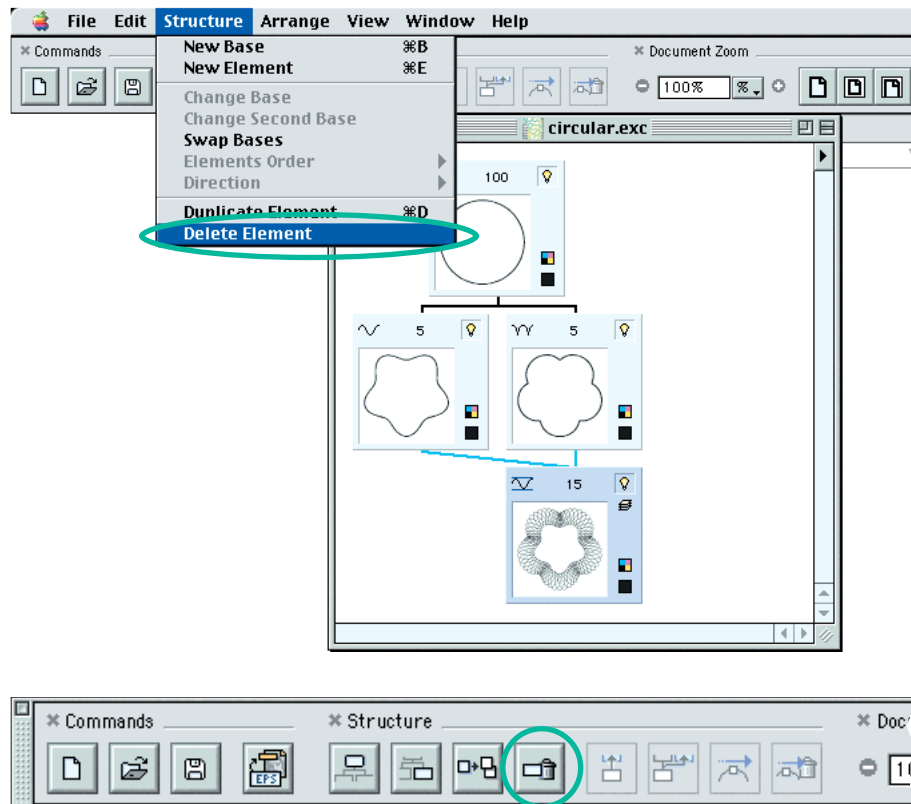 File Edit Structure Arrange View Window Help
Commands
Document Zoom
100% %
New Base ⌘B
New Element ⌘E
Change Base
Change Second Base
Swap Bases
Elements Order
Direction
Duplicate Element ⌘D
Delete Element
circular.exc
100
5 5
15
Commands Structure Doc
EPS 10